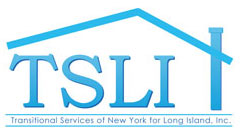 TSLI
Transitional Services of New York for Long Island, Inc.